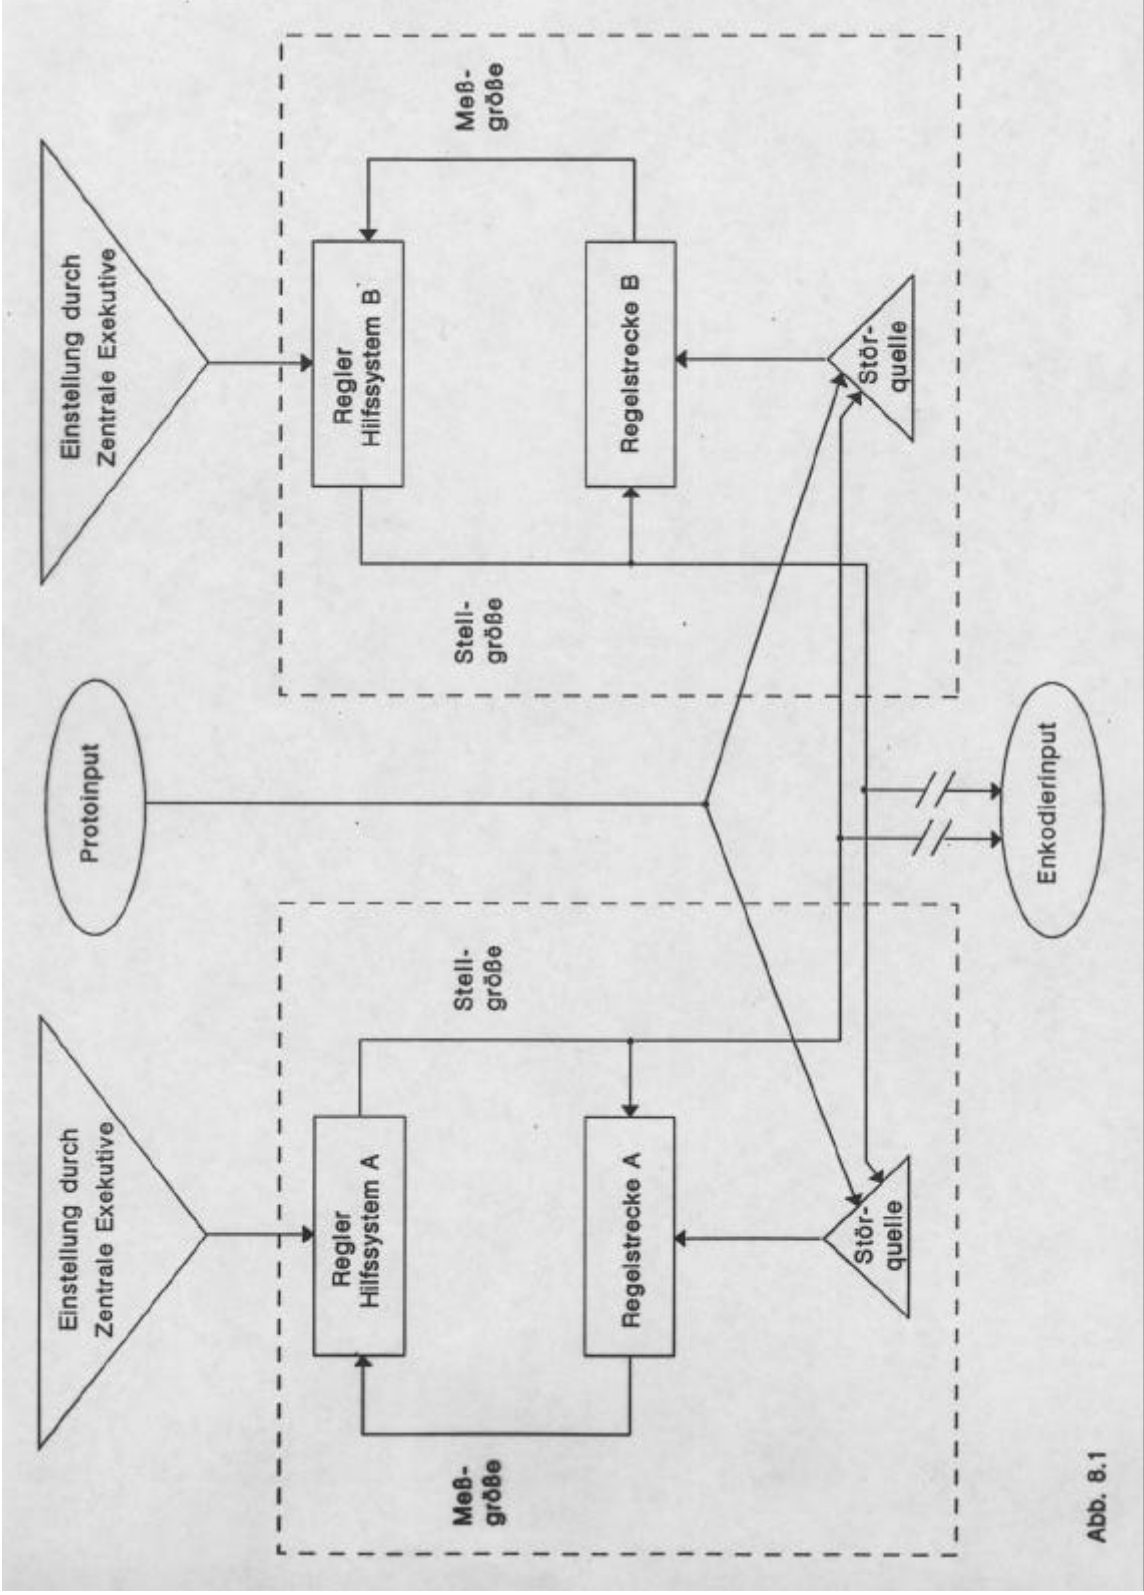 Einstellung durch
Zentrale Exekutive
Protoinput
Einstellung durch
Zentrale Exekutive
Regler
Hilfssystem A
Regler
Hilfssystem B
Meß-
größe
Stell-
größe
Stell-
größe
Meß-
größe
Regelstrecke A
Regelstrecke B
Stör-
quelle
Stör-
quelle
Enkodierinput
Abb. 8.1